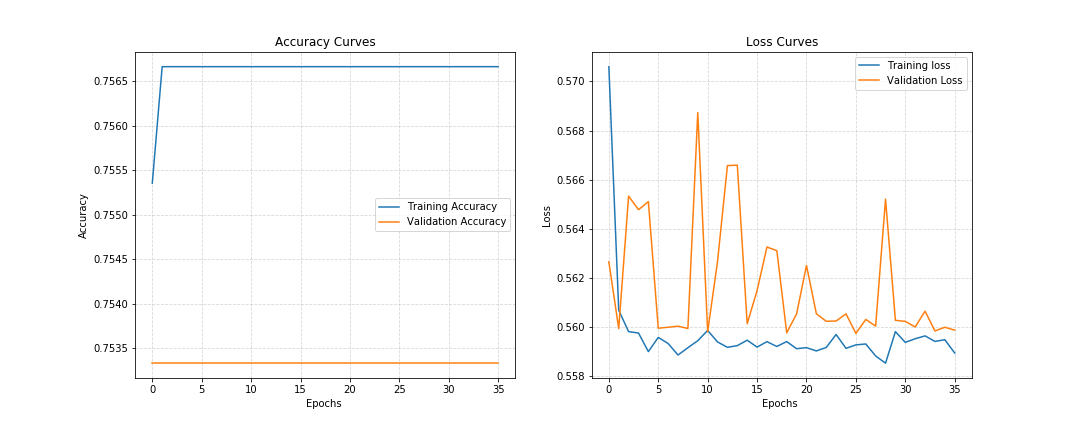 Accuracy Curves
0.7565
0.7560
0.7555
0.7550
0.7545
0.7540
0.7535
Accuracy
Training Accuracy
Validation Accuracy
0 5 10 15 20 25 30 35
Epochs
Loss Curves
0.570
0.568
0.566
0.564
0.562
0.560
0.558
Loss
Training loss
Validation Loss
0 5 10 15 20 25 30 35
Epochs